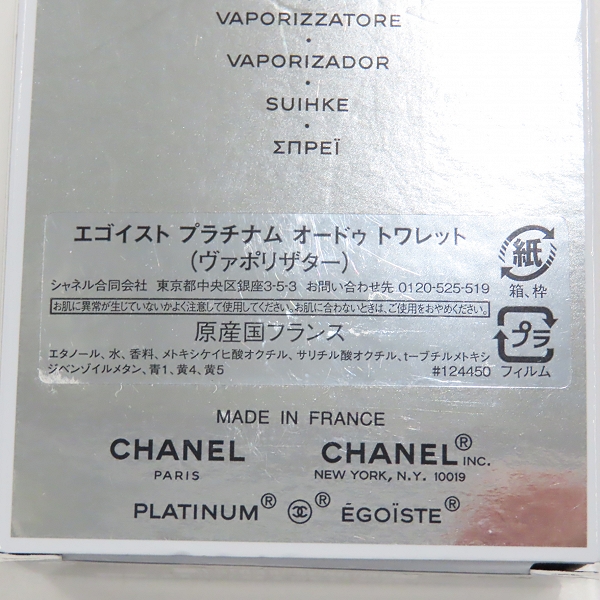 VAPORIZZATORE
•
VAPORIZADOR
•
SUIHKE
•
ΣΠΡΕΪ
エゴイスト プラチナム オードゥ トワレット
(ヴァポリザター)
シャネル合同会社 東京都中央区銀座3-5-3 お問い合わせ先 0120-525-519
お肌に異常が生じていないかよく注意して使用してください。お肌に合わないときは、ご使用をおやめください。
原産国フランス
エタノール、水、香料、メトキシケイヒ酸オクチル、サリチル酸オクチル、t-ブチルメトキシ
ジベンゾイルメタン、青1、黄4、黄5
#124450
紙
箱、枠
プラ
フィルム
MADE IN FRANCE
CHANEL
PARIS
CHANEL® INC.
NEW YORK, N.Y. 10019
PLATINUM® ® ÉGOÏSTE®